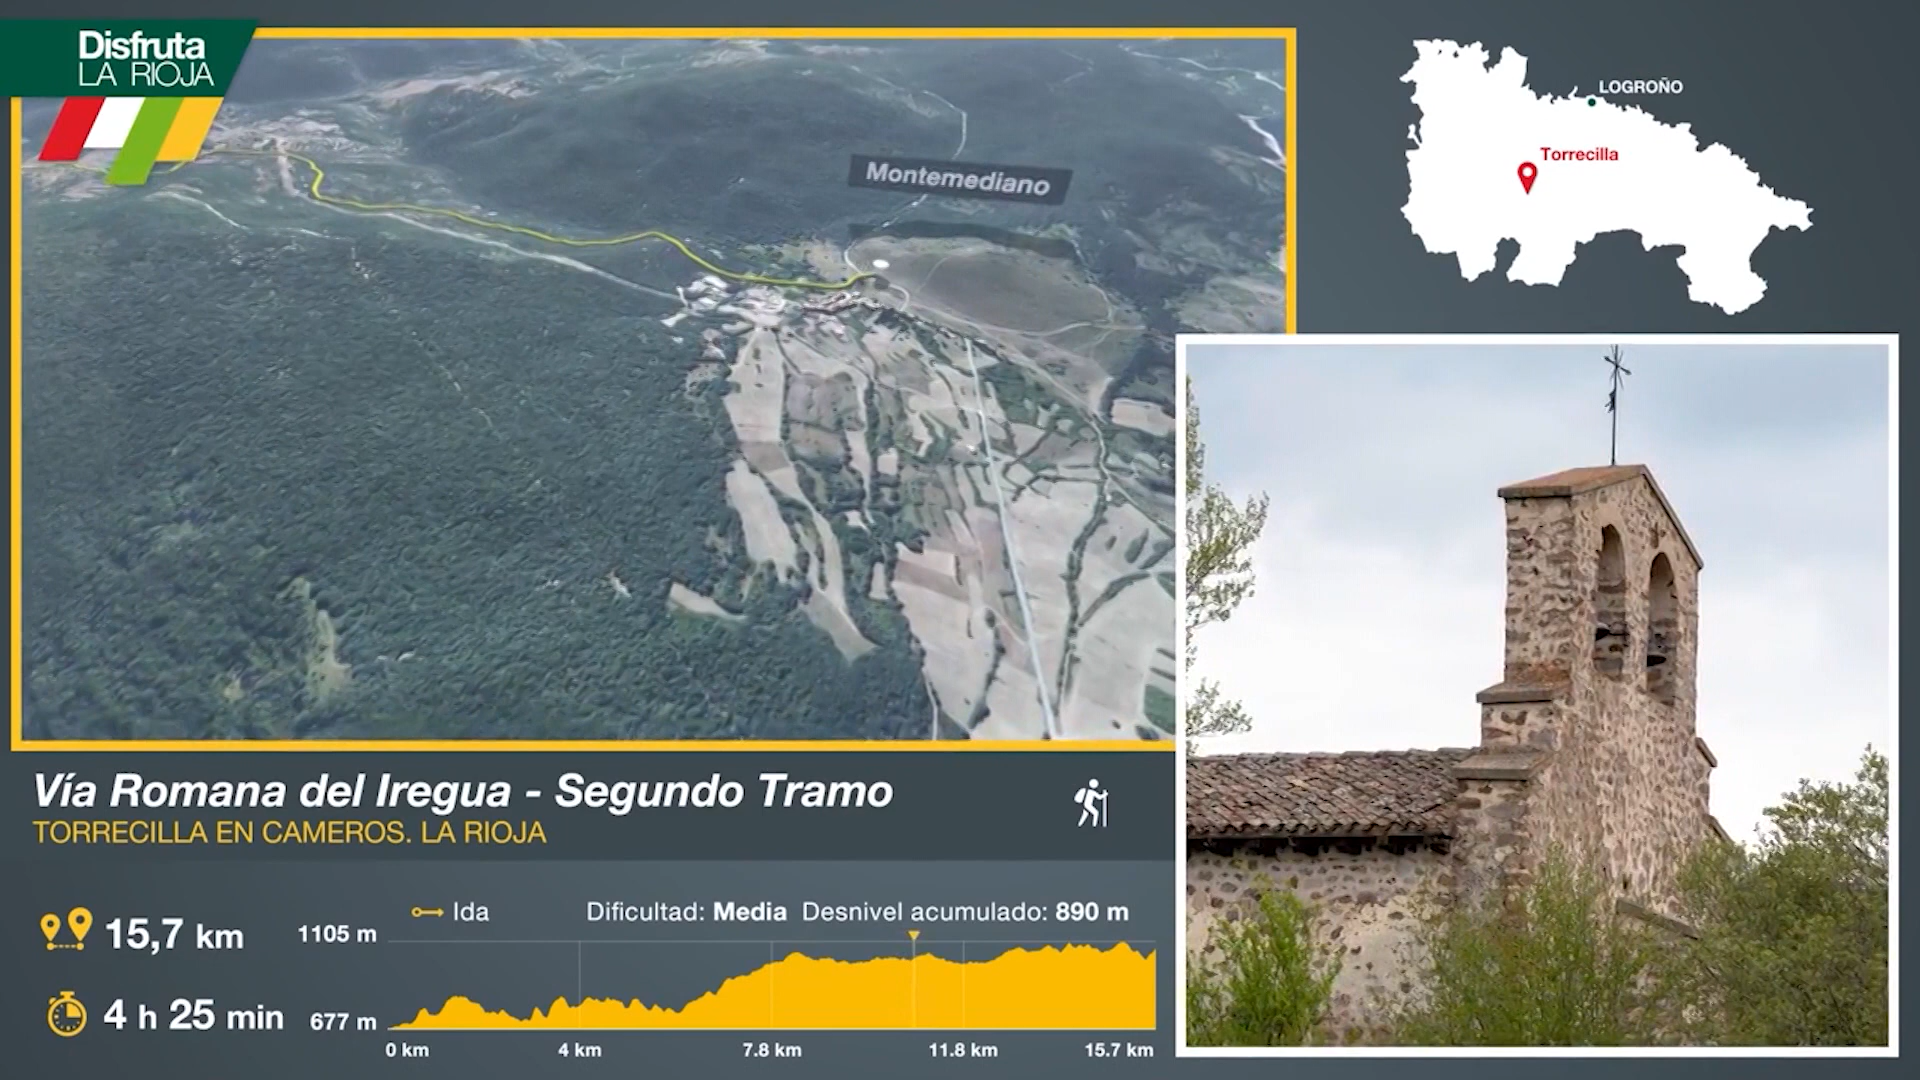 Disfruta
LA RIOJA
Montemediano
LOGROÑO
Torrecilla
Vía Romana del Iregua - Segundo Tramo
TORRECILLA EN CAMEROS. LA RIOJA
15,7 km
4 h 25 min
Ida
Dificultad: Media Desnivel acumulado: 890 m
1105 m
677 m
0 km 4 km 7.8 km 11.8 km 15.7 km